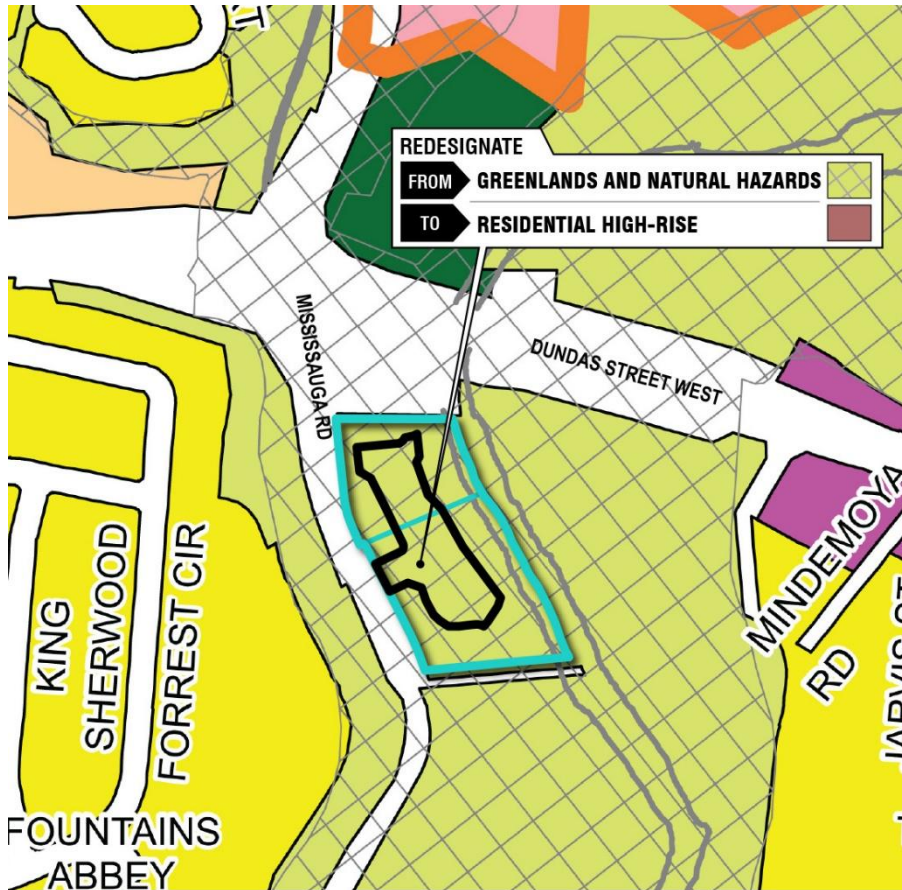 REDESIGNATE
FROM GREENLANDS AND NATURAL HAZARDS
TO RESIDENTIAL HIGH-RISE
MISSISSAUGA RD
DUNDAS STREET WEST
MINDEMOYA
RD
KING
SHERWOOD
FORREST CIR
FOUNTAINS
ABBEY